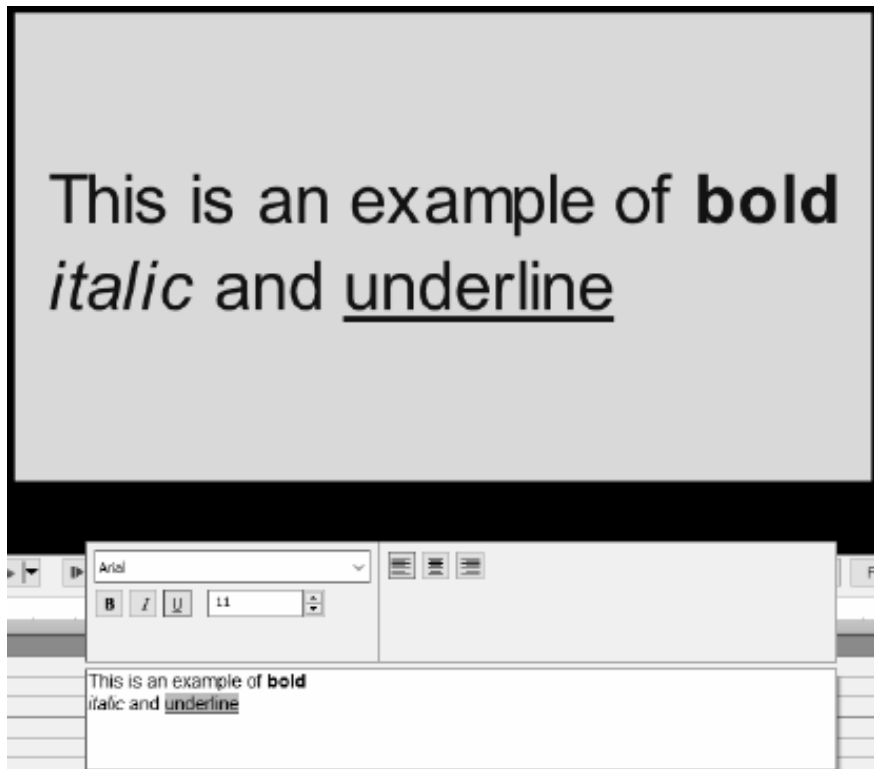 This is an example of bold
italic and underline
Arial
B I U 11
F
This is an example of bold
italic and underline